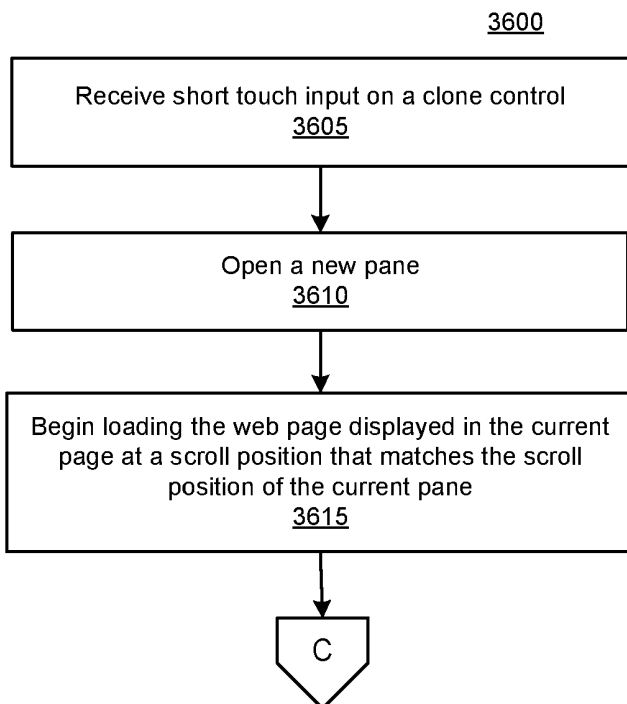 3600
Receive short touch input on a clone control
3605
Open a new pane
3610
Begin loading the web page displayed in the current
page at a scroll position that matches the scroll
position of the current pane
3615
C